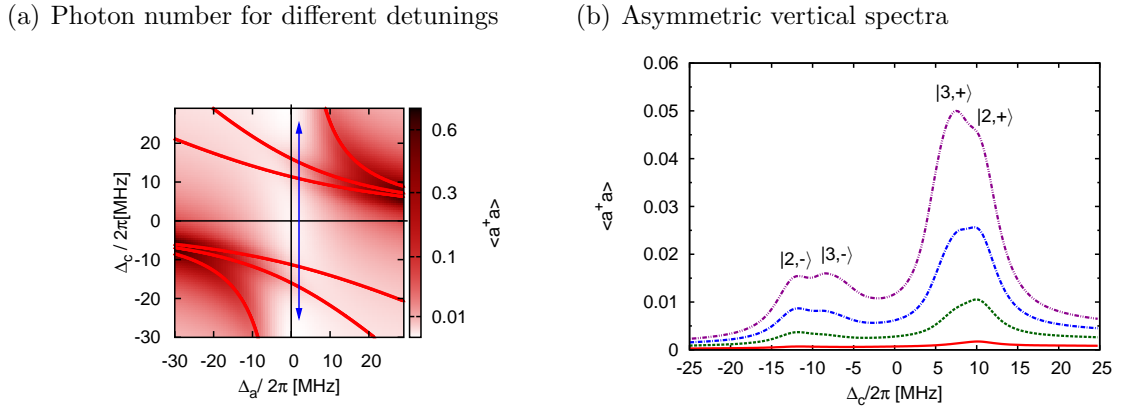 (a) Photon number for different detunings
20
10
0
-10
-20
-30
Δc / 2π[MHz]
-30 -20 -10 0 10 20
Δa/ 2π [MHz]
0.6
0.3
0.1
0.01
<a⁺a>
(b) Asymmetric vertical spectra
0.06
0.05
0.04
0.03
0.02
0.01
0
<a⁺a>
|2,-⟩ |3,-⟩
|3,+⟩
|2,+⟩
-25 -20 -15 -10 -5 0 5 10 15 20 25
Δc/2π [MHz]